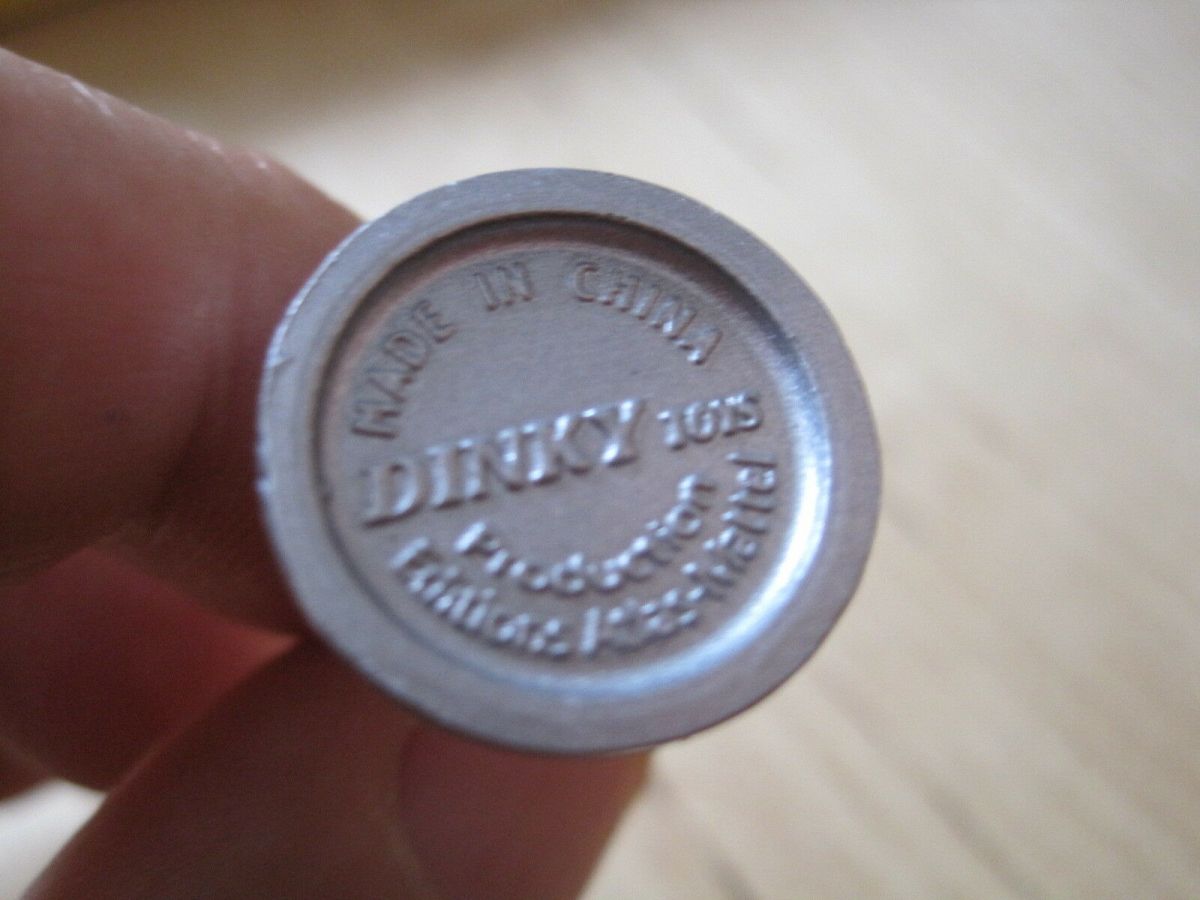 MADE IN CHINA
DINKY TOYS
Production
Editions Atlas-Mattel